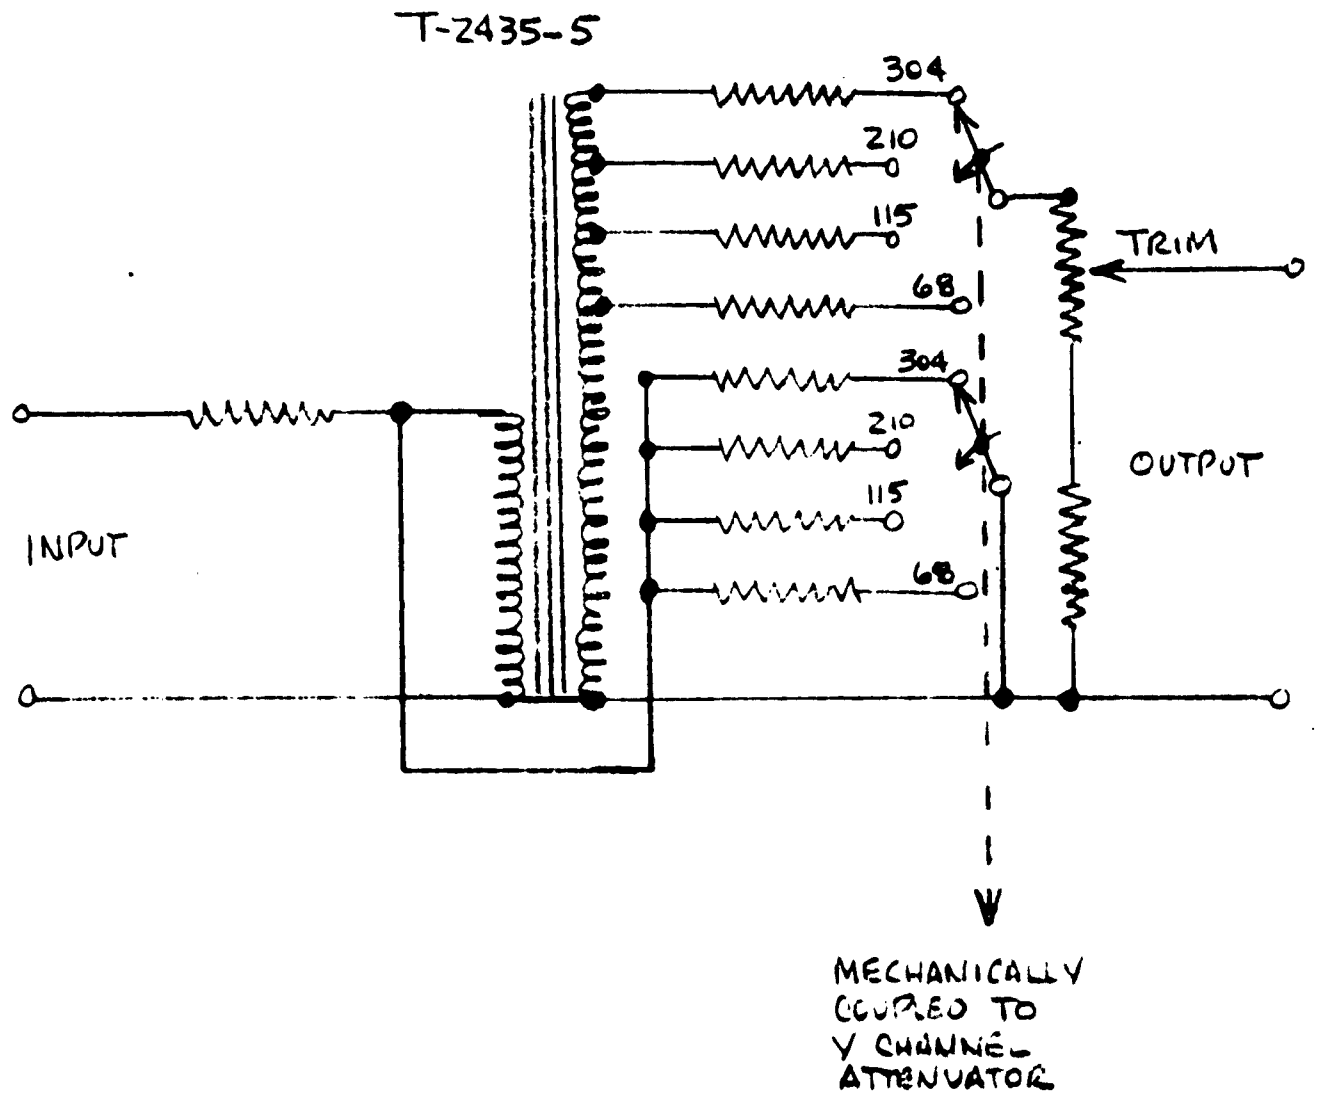 T-2435-5
304
210
115
68
TRIM
304
210
115
68
INPUT
OUTPUT
MECHANICALLY
COUPLED TO
Y CHANNEL
ATTENUATOR